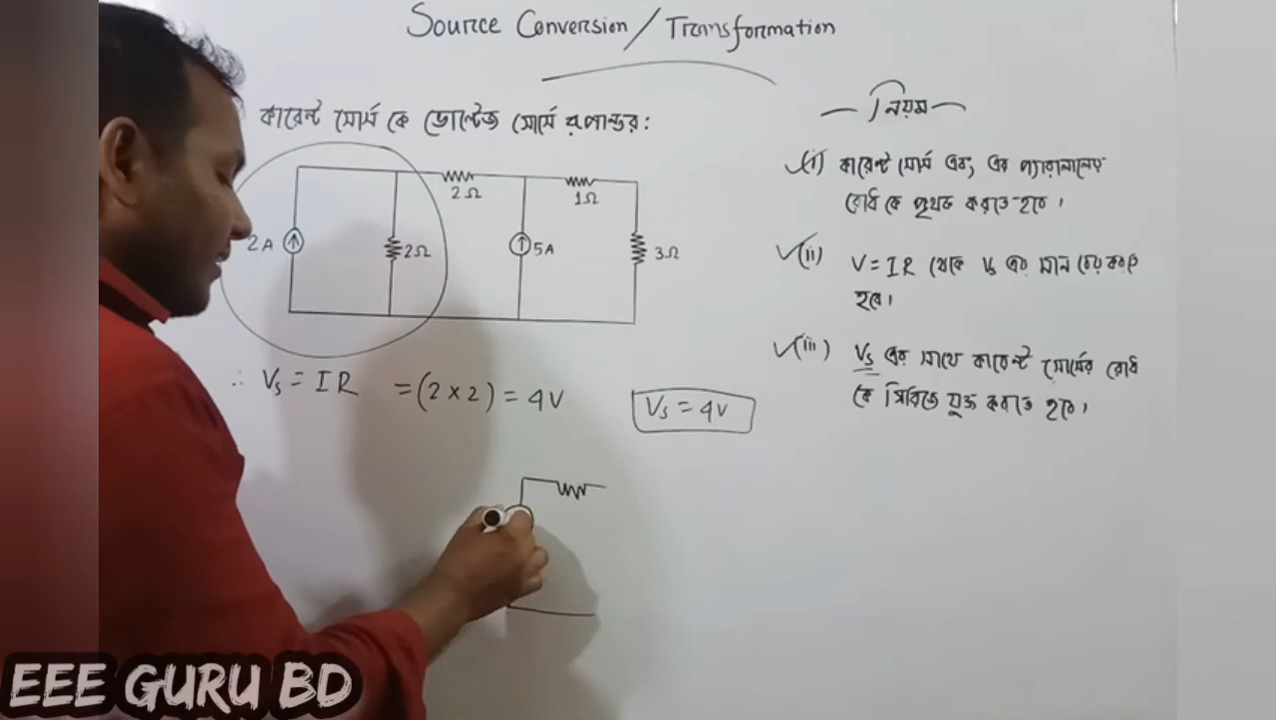 Source Conversion / Transformation
কারেন্ট সোর্স কে ভোল্টেজ সোর্সে রূপান্তর:
2A
2Ω
2Ω
5A
1Ω
3Ω
∴ Vs = IR = (2 × 2) = 4V
Vs = 4V
নিয়ম
(i) কারেন্ট সোর্স এবং এর প্যারালালের
রোধ কে পৃথক করতে হবে।
(ii) V = IR থেকে Vs এর মান বের করতে
হবে।
(iii) Vs এর সাথে কারেন্ট সোর্সের রোধ
কে সিরিজে যুক্ত করতে হবে।
EEE GURU BD